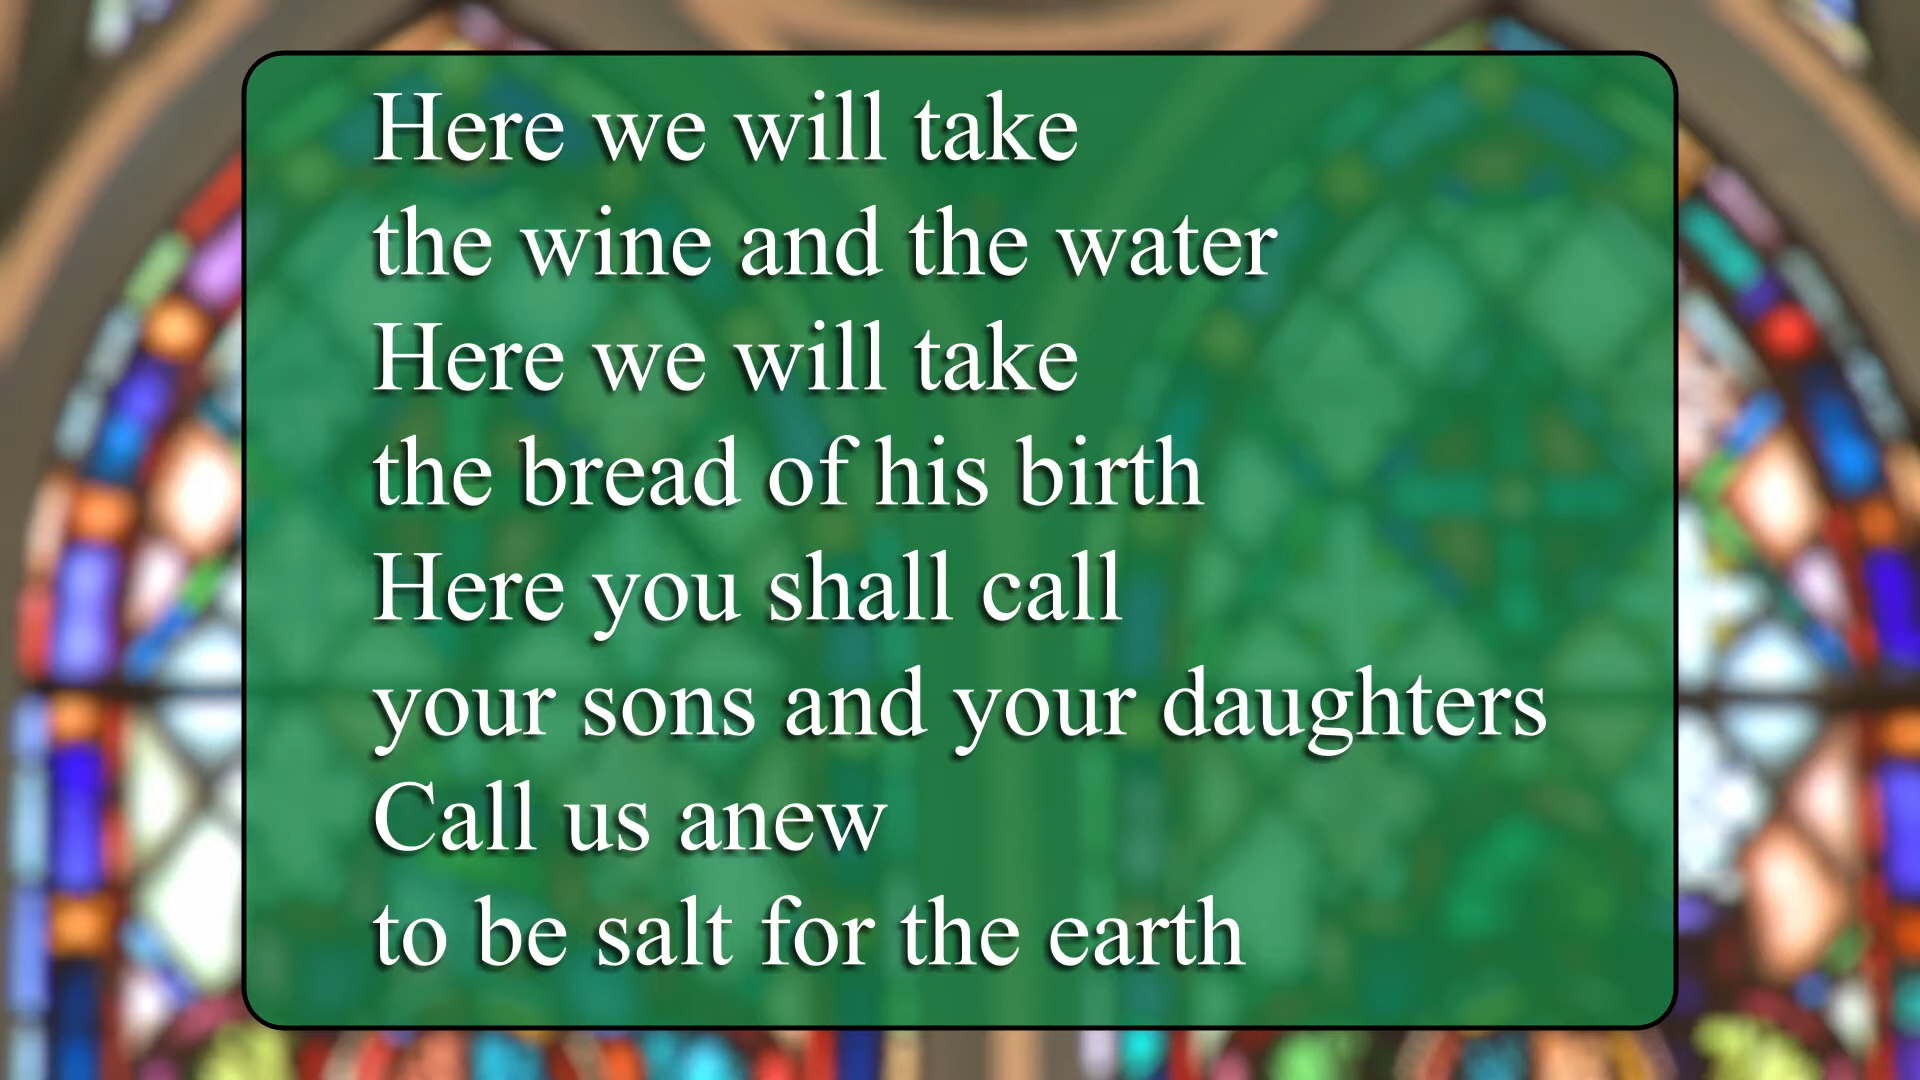 Here we will take
the wine and the water
Here we will take
the bread of his birth
Here you shall call
your sons and your daughters
Call us anew
to be salt for the earth